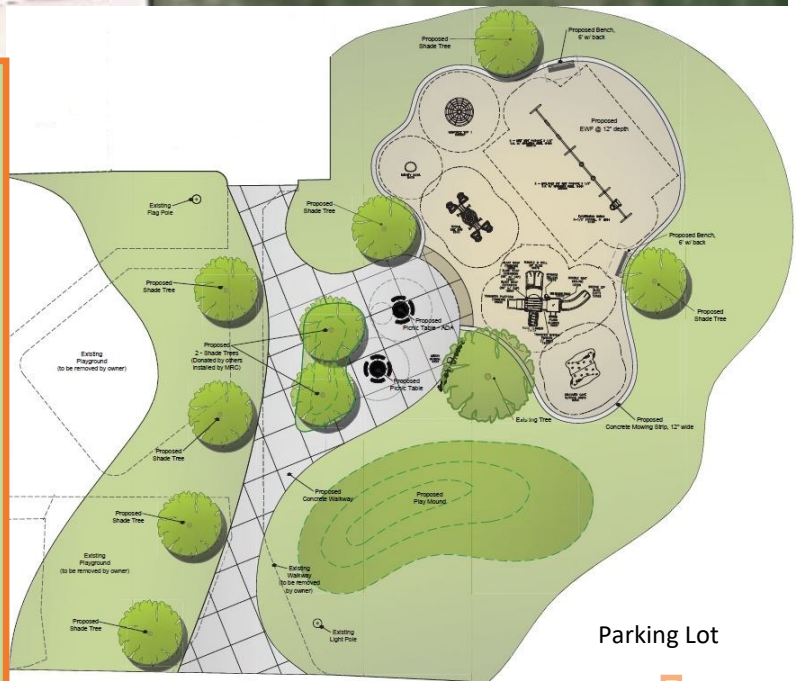 Proposed
Shade Tree
Proposed Bench,
6' w/ back
Proposed
EWF @ 12" depth
Existing
Flag Pole
Proposed
Shade Tree
Proposed Bench,
6' w/ back
Proposed
Shade Tree
Proposed
Shade Tree
Proposed
Picnic Table - ADA
Proposed
2 - Shade Trees
(Donated by others
Installed by MRC)
Existing
Playground
(to be removed by owner)
Proposed
Picnic Table
Existing Tree
Proposed
Concrete Mowing Strip, 12" wide
Proposed
Shade Tree
Proposed
Concrete Walkway
Proposed
Play Mound
Proposed
Shade Tree
Existing
Playground
(to be removed by owner)
Existing
Walkway
(to be removed
by owner)
Proposed
Shade Tree
Existing
Light Pole
Parking Lot